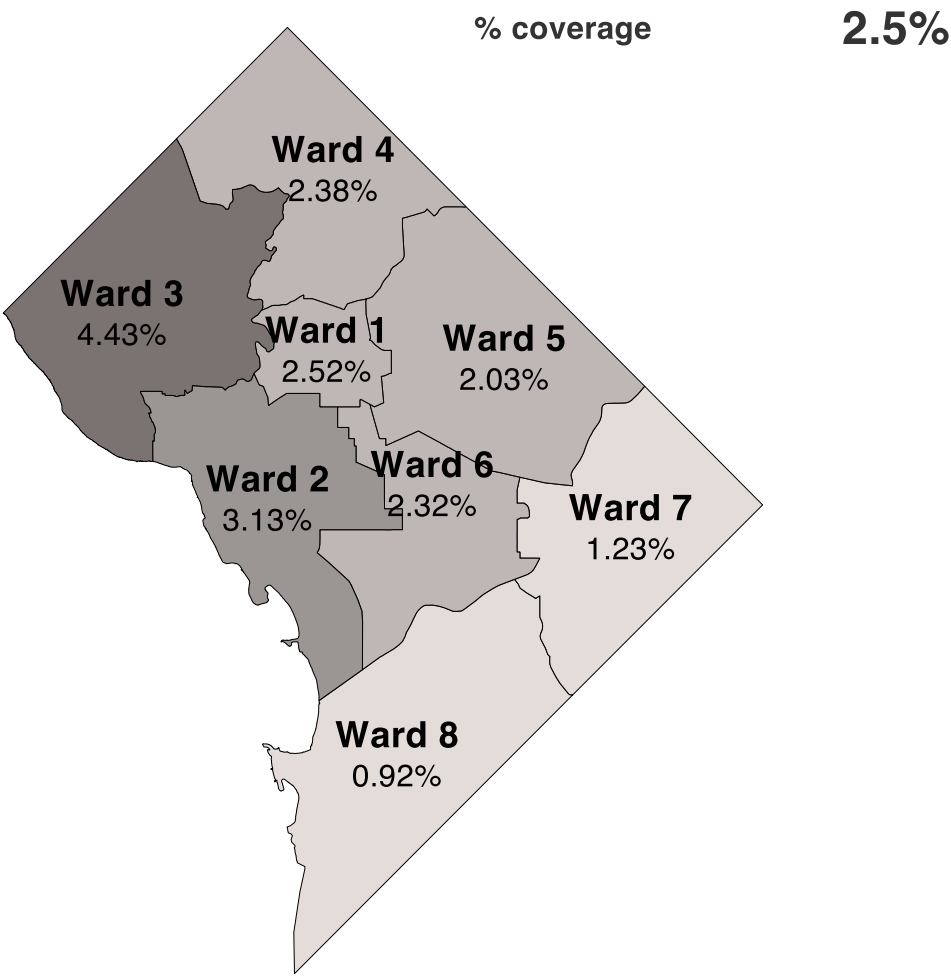 % coverage 2.5%
Ward 4
2.38%
Ward 3
4.43%
Ward 1
2.52%
Ward 5
2.03%
Ward 6
2.32%
Ward 2
3.13%
Ward 7
1.23%
Ward 8
0.92%